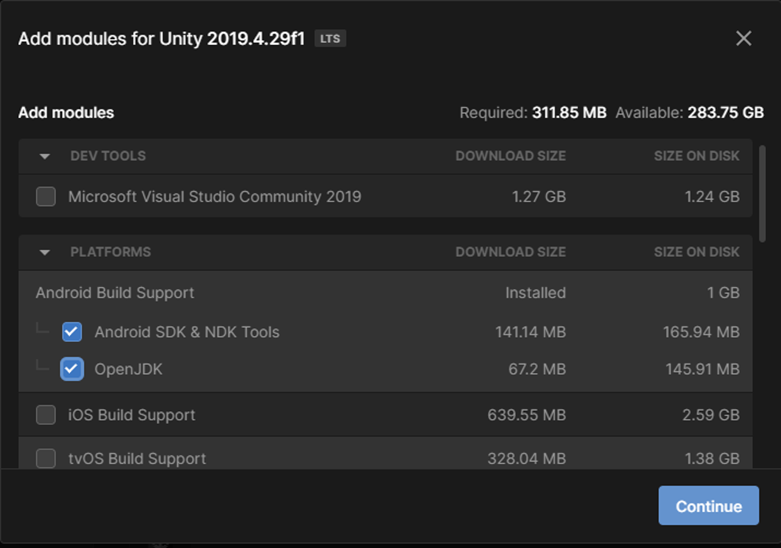 Add modules for Unity 2019.4.29f1 LTS
Add modules Required: 311.85 MB Available: 283.75 GB
DEV TOOLS DOWNLOAD SIZE SIZE ON DISK
Microsoft Visual Studio Community 2019 1.27 GB 1.24 GB
PLATFORMS DOWNLOAD SIZE SIZE ON DISK
Android Build Support Installed 1 GB
Android SDK & NDK Tools 141.14 MB 165.94 MB
OpenJDK 67.2 MB 145.91 MB
iOS Build Support 639.55 MB 2.59 GB
tvOS Build Support 328.04 MB 1.38 GB
Continue